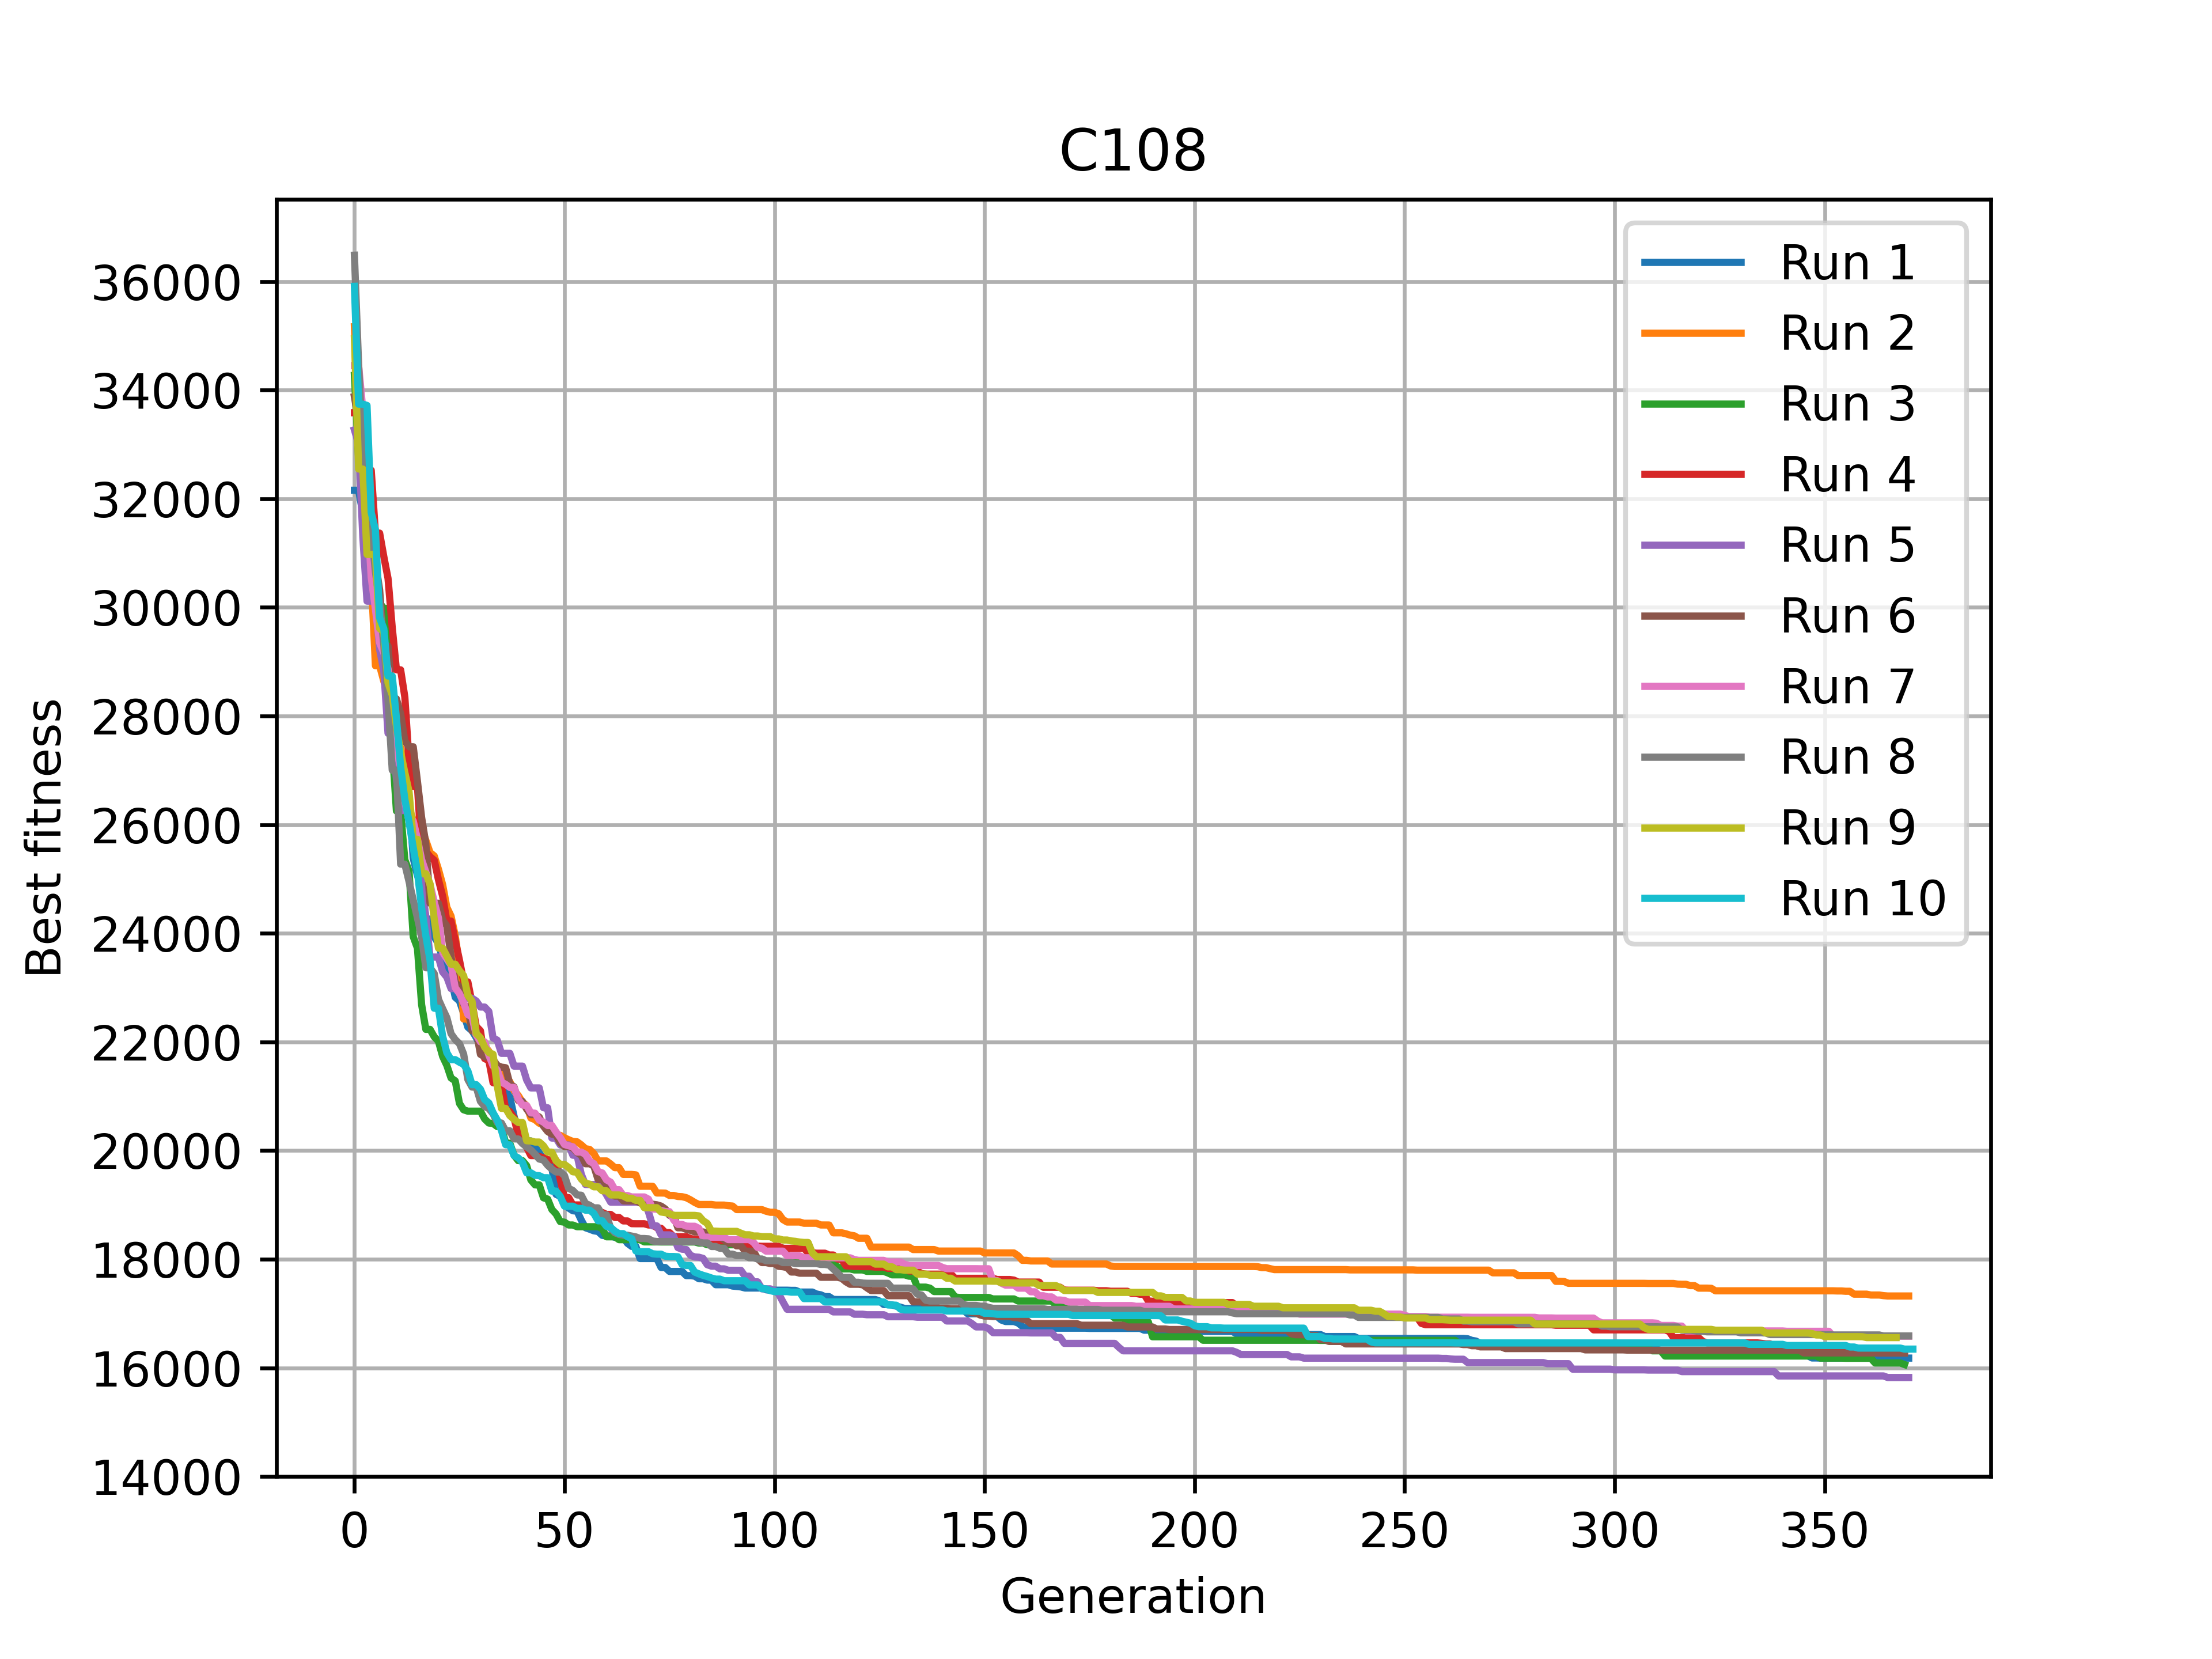 C108
36000
34000
32000
30000
28000
26000
24000
22000
20000
18000
16000
14000
Best fitness
0 50 100 150 200 250 300 350
Generation
Run 1
Run 2
Run 3
Run 4
Run 5
Run 6
Run 7
Run 8
Run 9
Run 10